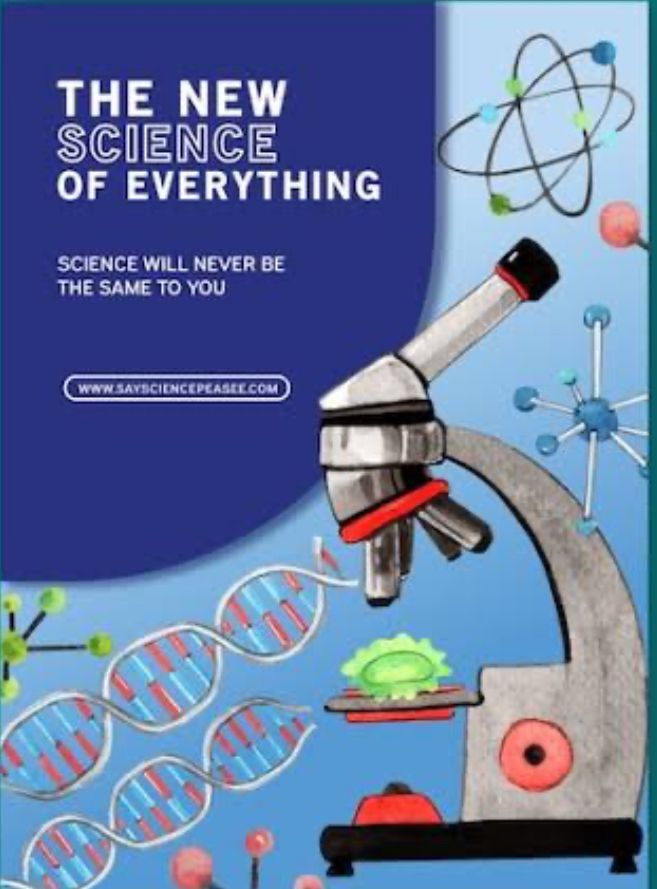 THE NEW
SCIENCE
OF EVERYTHING
SCIENCE WILL NEVER BE
THE SAME TO YOU
WWW.SAYSCIENCEPEASEE.COM